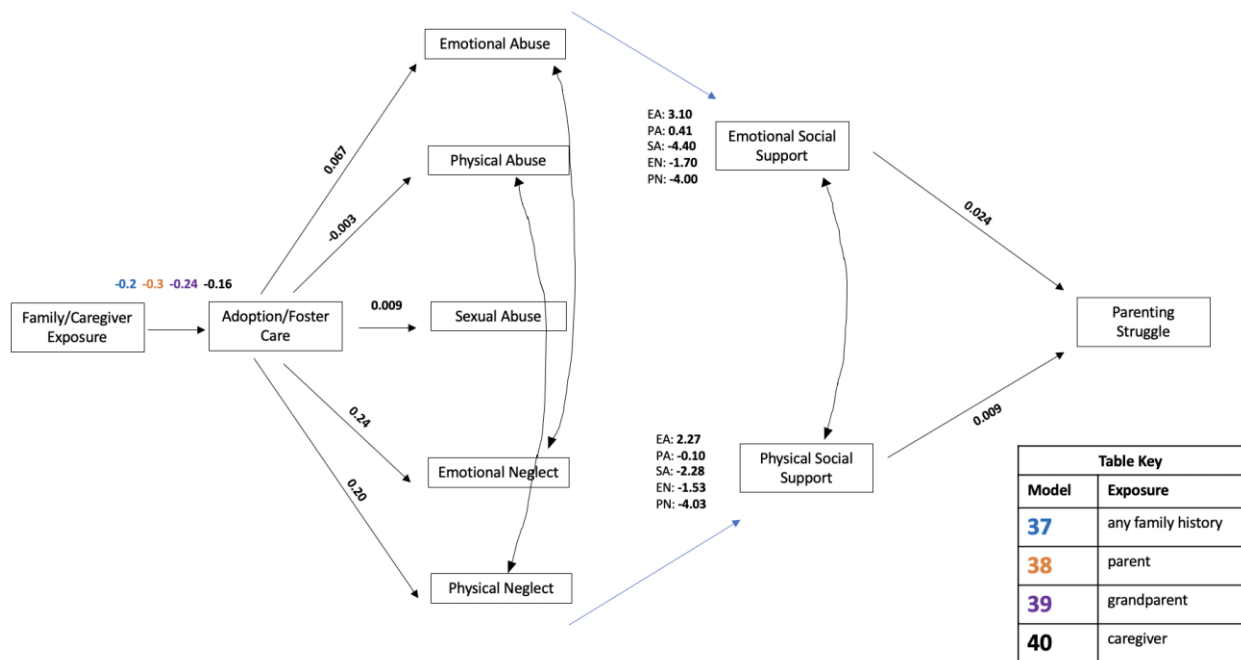 Emotional Abuse
EA: 3.10
PA: 0.41
SA: -4.40
EN: -1.70
PN: -4.00
Emotional Social
Support
Physical Abuse
0.067
-0.003
0.024
-0.2 -0.3 -0.24 -0.16
Family/Caregiver
Exposure
Adoption/Foster
Care
0.009
Sexual Abuse
Parenting
Struggle
0.24
0.20
0.009
Emotional Neglect
EA: 2.27
PA: -0.10
SA: -2.28
EN: -1.53
PN: -4.03
Physical Social
Support
Physical Neglect
Table Key
Model Exposure
37 any family history
38 parent
39 grandparent
40 caregiver